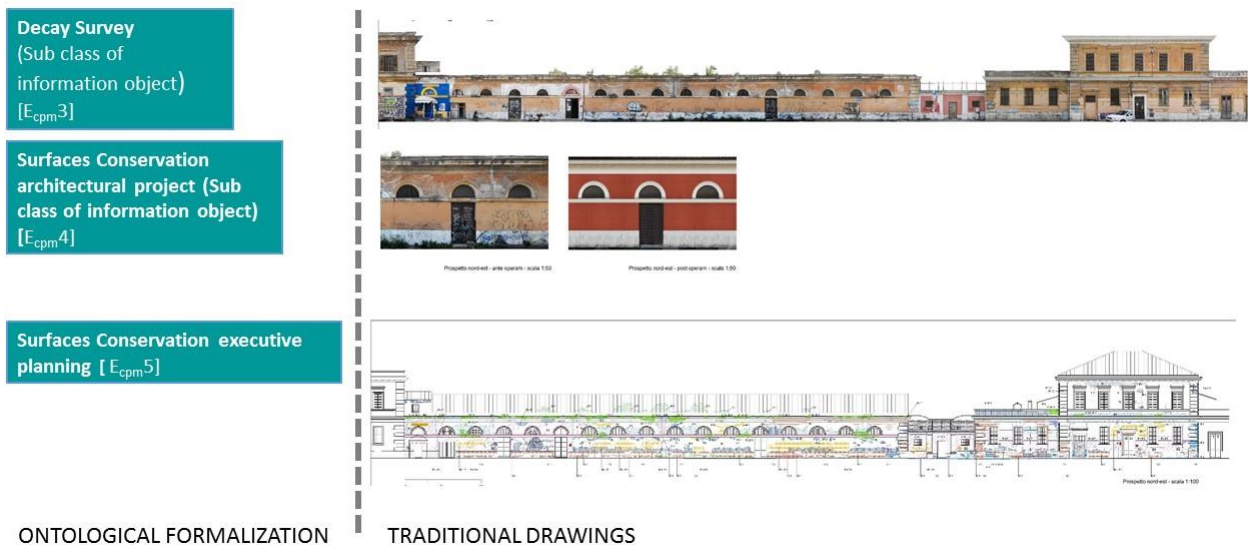 Decay Survey
(Sub class of
information object)
[Ecpm3]
Surfaces Conservation
architectural project (Sub
class of information object)
[Ecpm4]
Prospetto nord-est - ante operam - scala 1:50
Prospetto nord-est - post operam - scala 1:50
Surfaces Conservation executive
planning [ Ecpm5]
Prospetto nord-est - scala 1:100
ONTOLOGICAL FORMALIZATION
TRADITIONAL DRAWINGS